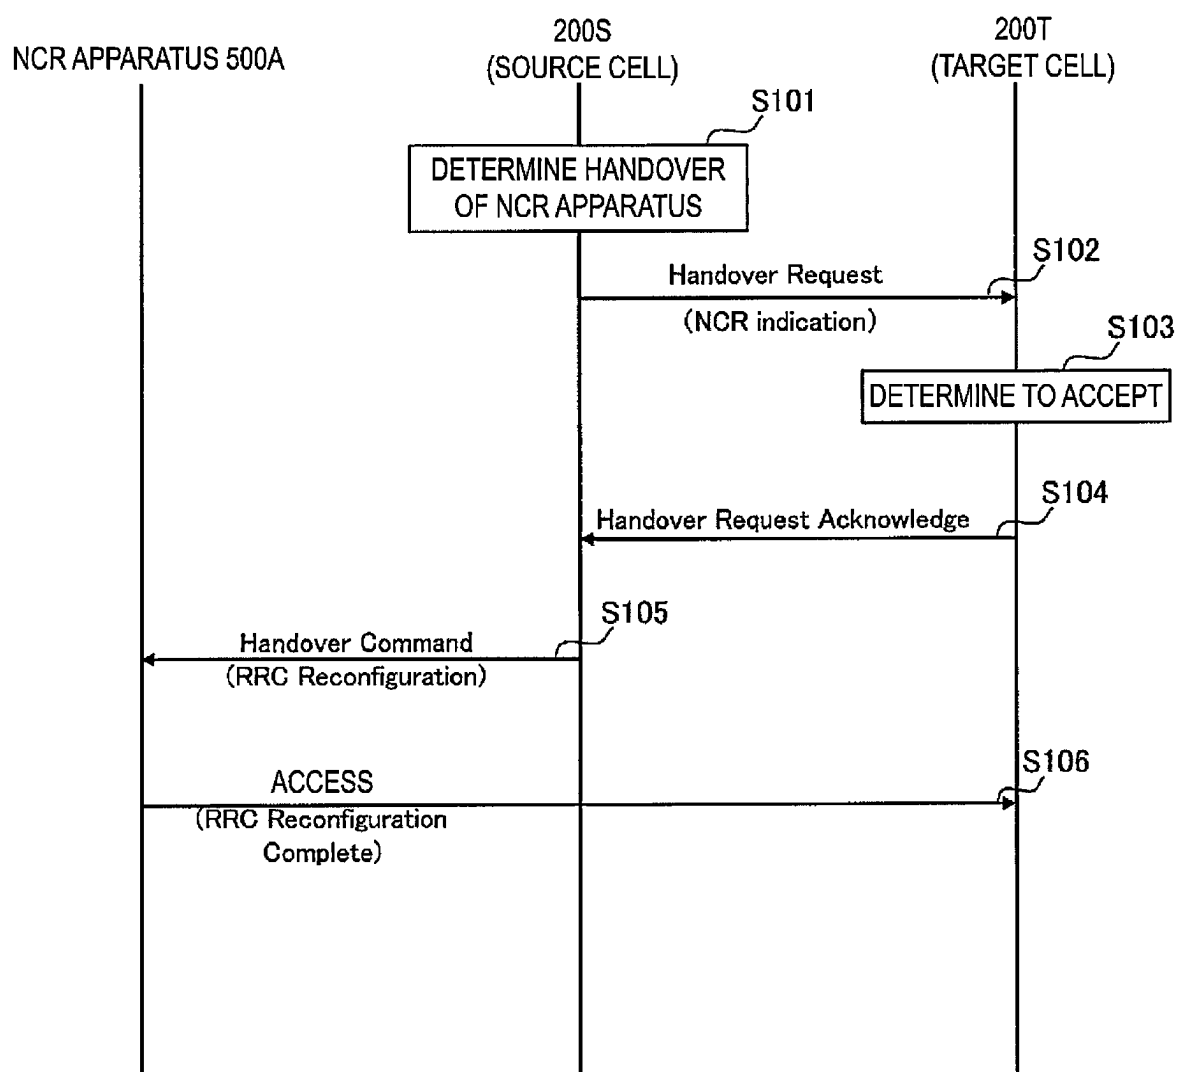 NCR APPARATUS 500A
200S
(SOURCE CELL)
200T
(TARGET CELL)
S101
DETERMINE HANDOVER
OF NCR APPARATUS
S102
Handover Request
(NCR indication)
S103
DETERMINE TO ACCEPT
S104
Handover Request Acknowledge
S105
Handover Command
(RRC Reconfiguration)
S106
ACCESS
(RRC Reconfiguration
Complete)